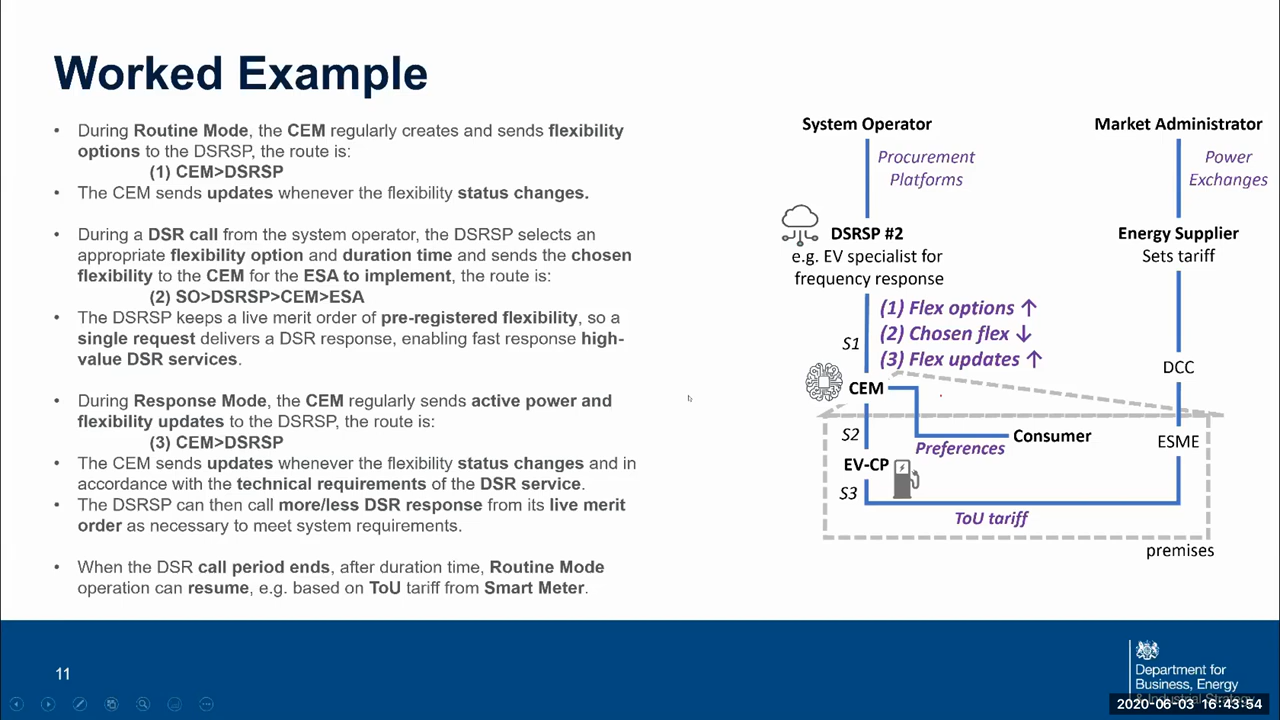 Worked Example
• During Routine Mode, the CEM regularly creates and sends flexibility
options to the DSRSP, the route is:
(1) CEM>DSRSP
• The CEM sends updates whenever the flexibility status changes.
• During a DSR call from the system operator, the DSRSP selects an
appropriate flexibility option and duration time and sends the chosen
flexibility to the CEM for the ESA to implement, the route is:
(2) SO>DSRSP>CEM>ESA
• The DSRSP keeps a live merit order of pre-registered flexibility, so a
single request delivers a DSR response, enabling fast response high-
value DSR services.
• During Response Mode, the CEM regularly sends active power and
flexibility updates to the DSRSP, the route is:
(3) CEM>DSRSP
• The CEM sends updates whenever the flexibility status changes and in
accordance with the technical requirements of the DSR service.
• The DSRSP can then call more/less DSR response from its live merit
order as necessary to meet system requirements.
• When the DSR call period ends, after duration time, Routine Mode
operation can resume, e.g. based on ToU tariff from Smart Meter.
System Operator
Market Administrator
Procurement
Platforms
Power
Exchanges
DSRSP #2
e.g. EV specialist for
frequency response
Energy Supplier
Sets tariff
(1) Flex options ↑
(2) Chosen flex ↓
(3) Flex updates ↑
S1
DCC
CEM
S2
Consumer
ESME
Preferences
EV-CP
S3
ToU tariff
premises
11
Department for
Business, Energy
& Industrial Strategy
2020-06-03 16:43:54